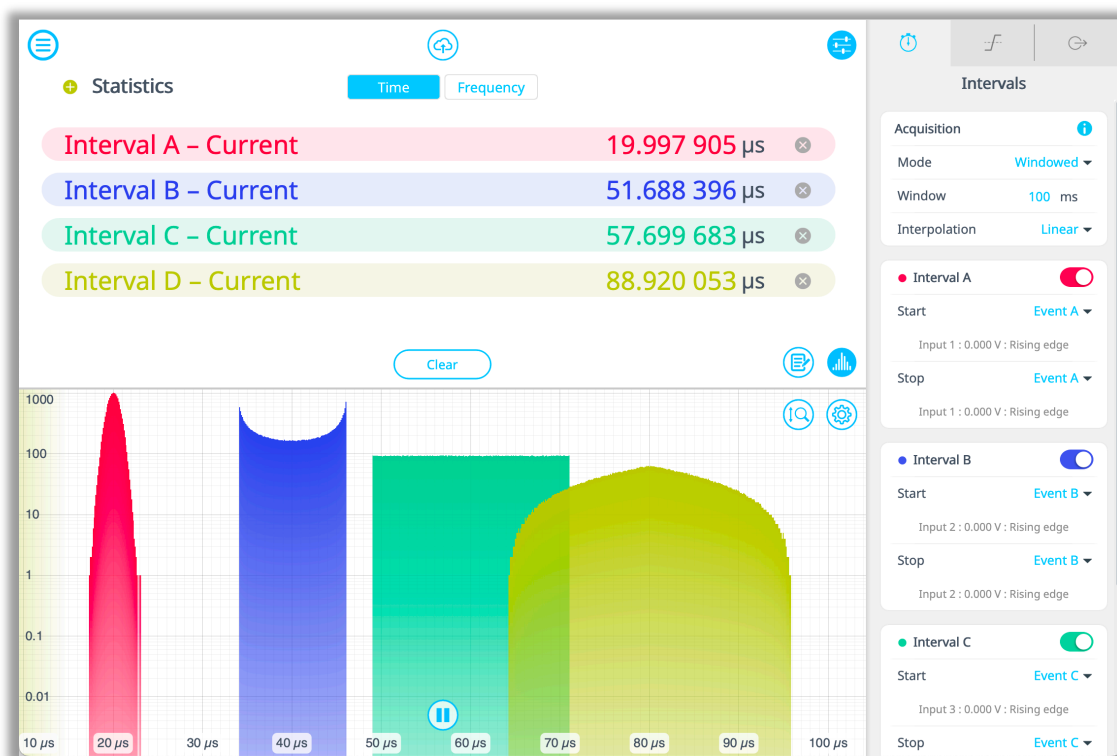 Statistics
Time Frequency
Interval A – Current 19.997 905 µs
Interval B – Current 51.688 396 µs
Interval C – Current 57.699 683 µs
Interval D – Current 88.920 053 µs
Clear
1000
100
10
1
0.1
0.01
10 µs 20 µs 30 µs 40 µs 50 µs 60 µs 70 µs 80 µs 90 µs 100 µs
Intervals
Acquisition
Mode Windowed
Window 100 ms
Interpolation Linear
Interval A
Start Event A
Input 1 : 0.000 V : Rising edge
Stop Event A
Input 1 : 0.000 V : Rising edge
Interval B
Start Event B
Input 2 : 0.000 V : Rising edge
Stop Event B
Input 2 : 0.000 V : Rising edge
Interval C
Start Event C
Input 3 : 0.000 V : Rising edge
Stop Event C